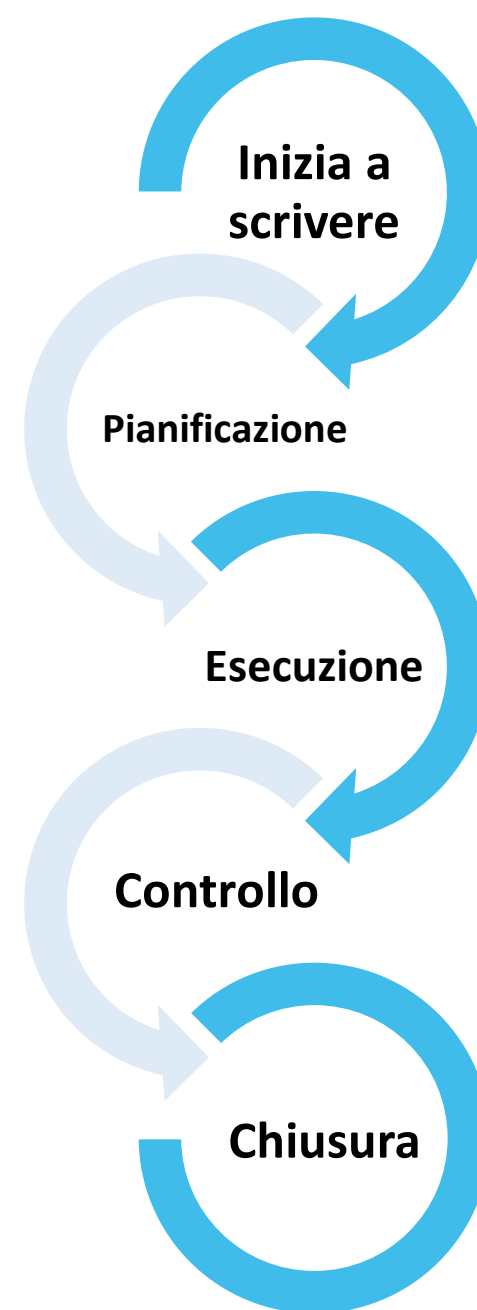 Inizia a
scrivere
Pianificazione
Esecuzione
Controllo
Chiusura